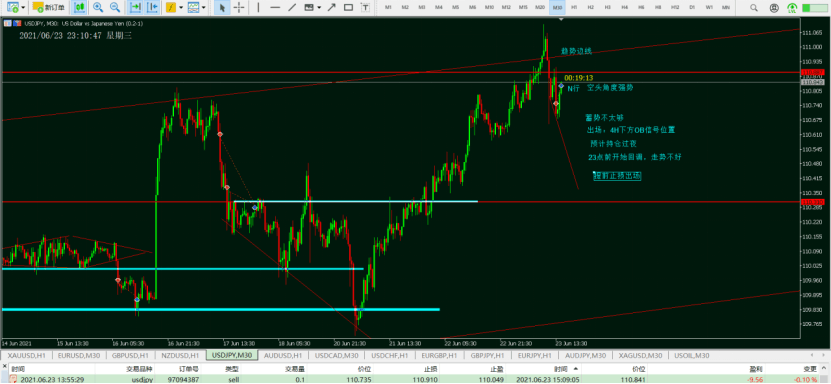 新订单
M1 M2 M3 M4 M5 M6 M10 M12 M15 M20 M30 H1 H2 H3 H4 H6 H8 H12 D1 W1 MN
USDJPY, M30: US Dollar vs Japanese Yen (0.2-1)
2021/06/23 23:10:47 星期三
趋势边线
00:19:13
N行 空头角度强势
蓄势不太够
出场、4H下方OB信号位置
预计持仓过夜
23点前开始回调、走势不好
提前止损出场
111.065
111.000
110.935
110.843
110.805
110.740
110.675
110.610
110.545
110.480
110.415
110.350
110.285
110.220
110.155
110.090
110.025
109.960
109.895
109.830
109.765
14 Jun 2021 15 Jun 13:30 16 Jun 05:30 16 Jun 21:30 17 Jun 13:30 18 Jun 05:30 20 Jun 21:30 21 Jun 13:30 22 Jun 05:30 22 Jun 21:30 23 Jun 13:30
XAUUSD,H1 EURUSD,M30 GBPUSD,H1 NZDUSD,H1 USDJPY,M30 AUDUSD,H1 USDCAD,M30 USDCHF,H1 EURGBP,H1 GBPJPY,H1 EURJPY,H1 AUDJPY,M30 XAGUSD,M30 USOIL,M30
时间 交易品种 订单号 类型 交易量 价位 止损 止盈 时间 价位 盈利 变更
2021.06.23 13:55:29 usdjpy 97094387 sell 0.1 110.735 110.910 110.049 2021.06.23 15:09:05 110.841 -9.56 -0.10 %